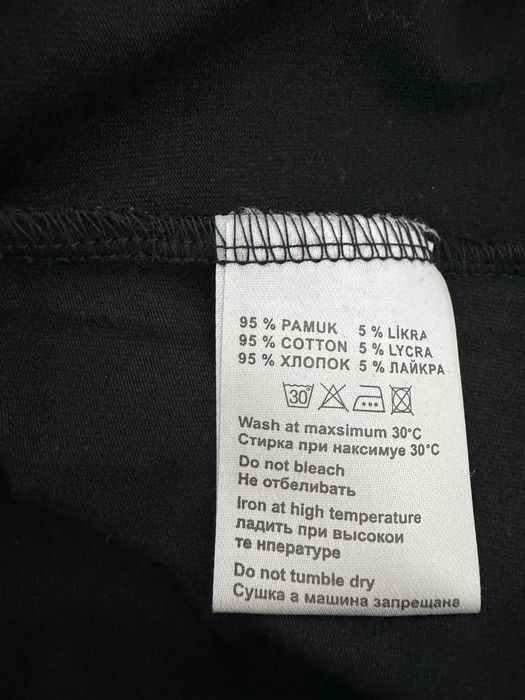 95 % PAMUK 5 % LİKRA
95 % COTTON 5 % LYCRA
95 % ХЛОПОК 5 % ЛАЙКРА
30
Wash at maxsimum 30°C
Стирка при наксимуе 30°C
Do not bleach
Не отбеливать
Iron at high temperature
ладить при высокои
те нпературе
Do not tumble dry
Сушка а машина запрещана